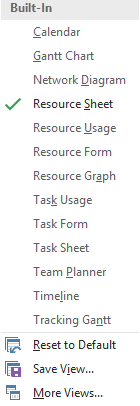 Built-In
Calendar
Gantt Chart
Network Diagram
Resource Sheet
Resource Usage
Resource Form
Resource Graph
Task Usage
Task Form
Task Sheet
Team Planner
Timeline
Tracking Gantt
Reset to Default
Save View...
More Views...